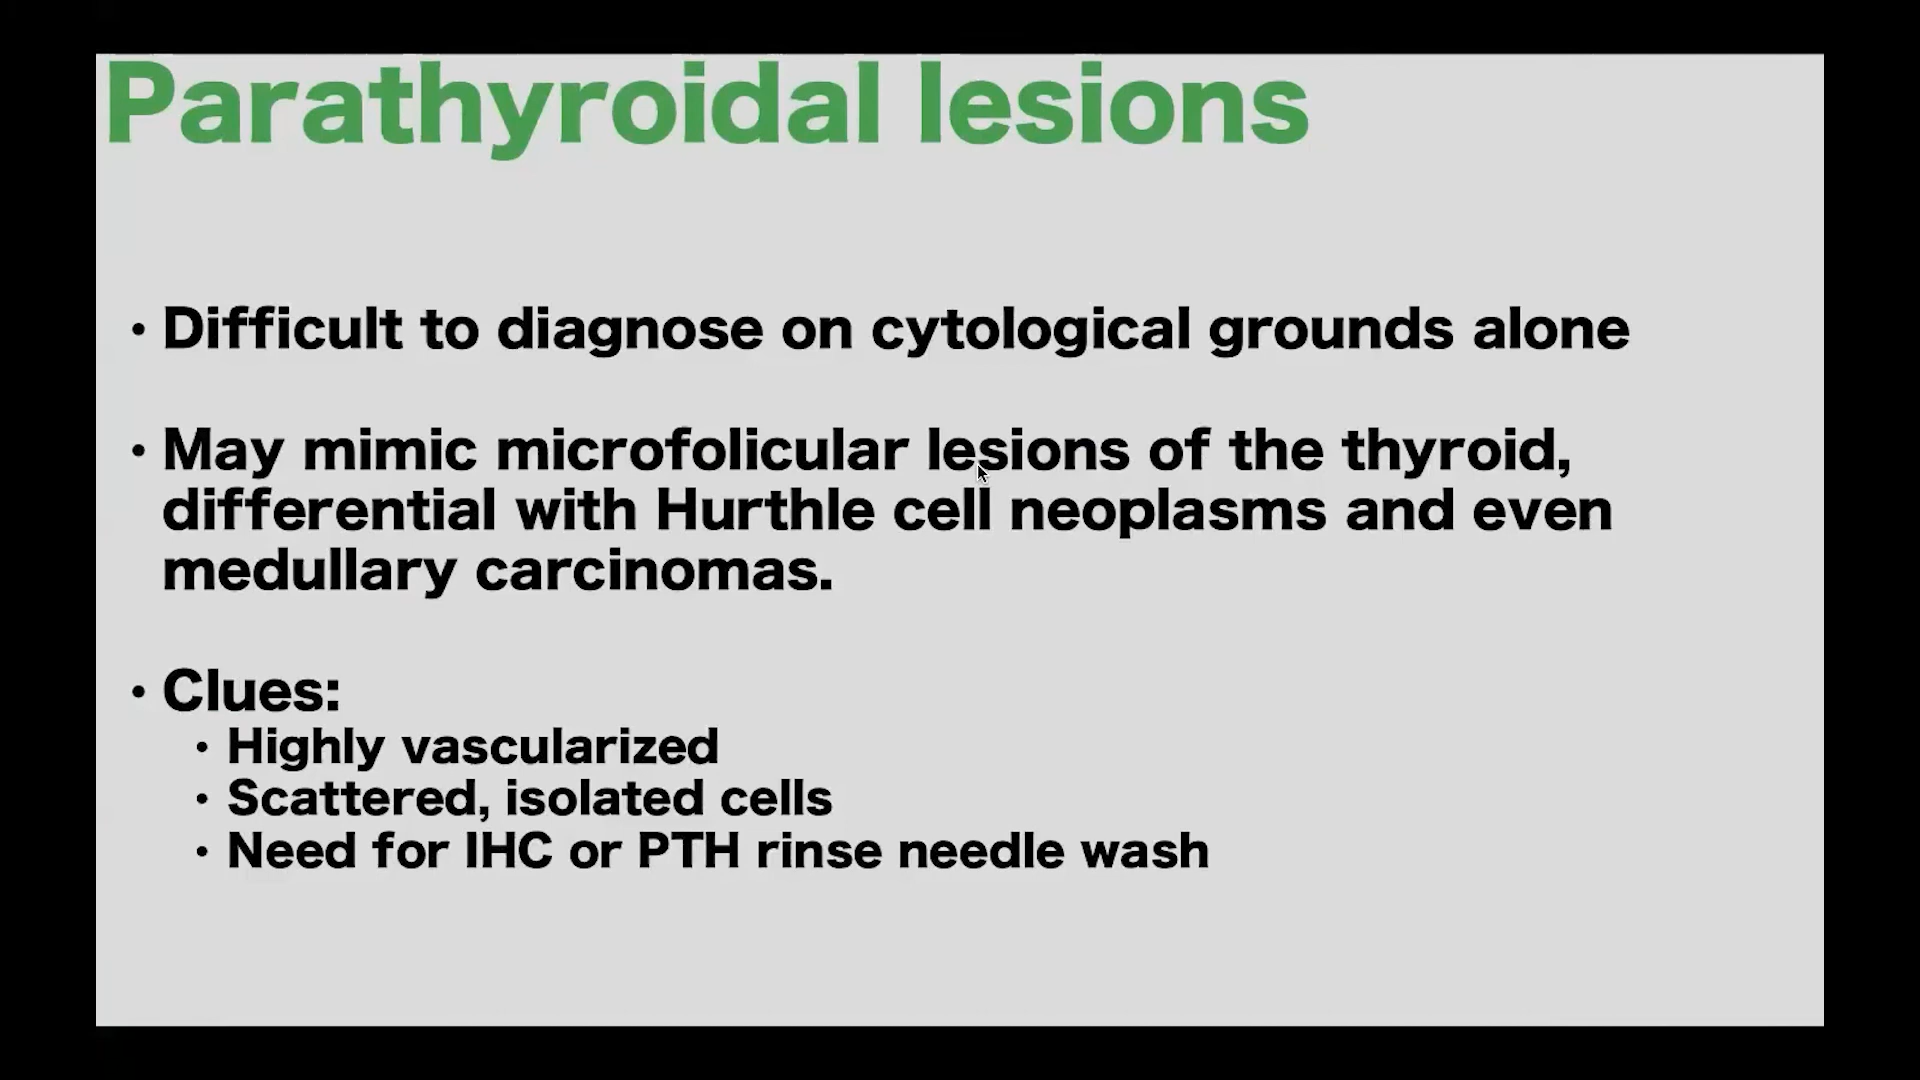 Parathyroidal lesions
• Difficult to diagnose on cytological grounds alone
• May mimic microfolicular lesions of the thyroid,
differential with Hurthle cell neoplasms and even
medullary carcinomas.
• Clues:
• Highly vascularized
• Scattered, isolated cells
• Need for IHC or PTH rinse needle wash